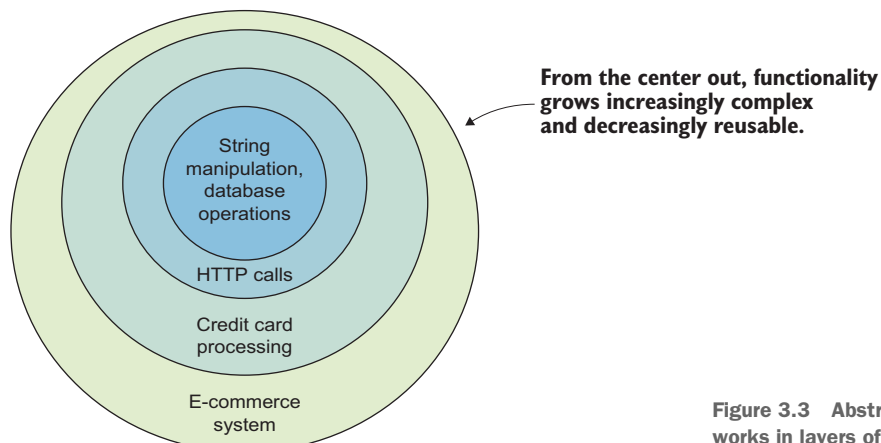 String
manipulation,
database
operations
HTTP calls
Credit card
processing
E-commerce
system
From the center out, functionality
grows increasingly complex
and decreasingly reusable.
Figure 3.3 Abstr
works in layers of